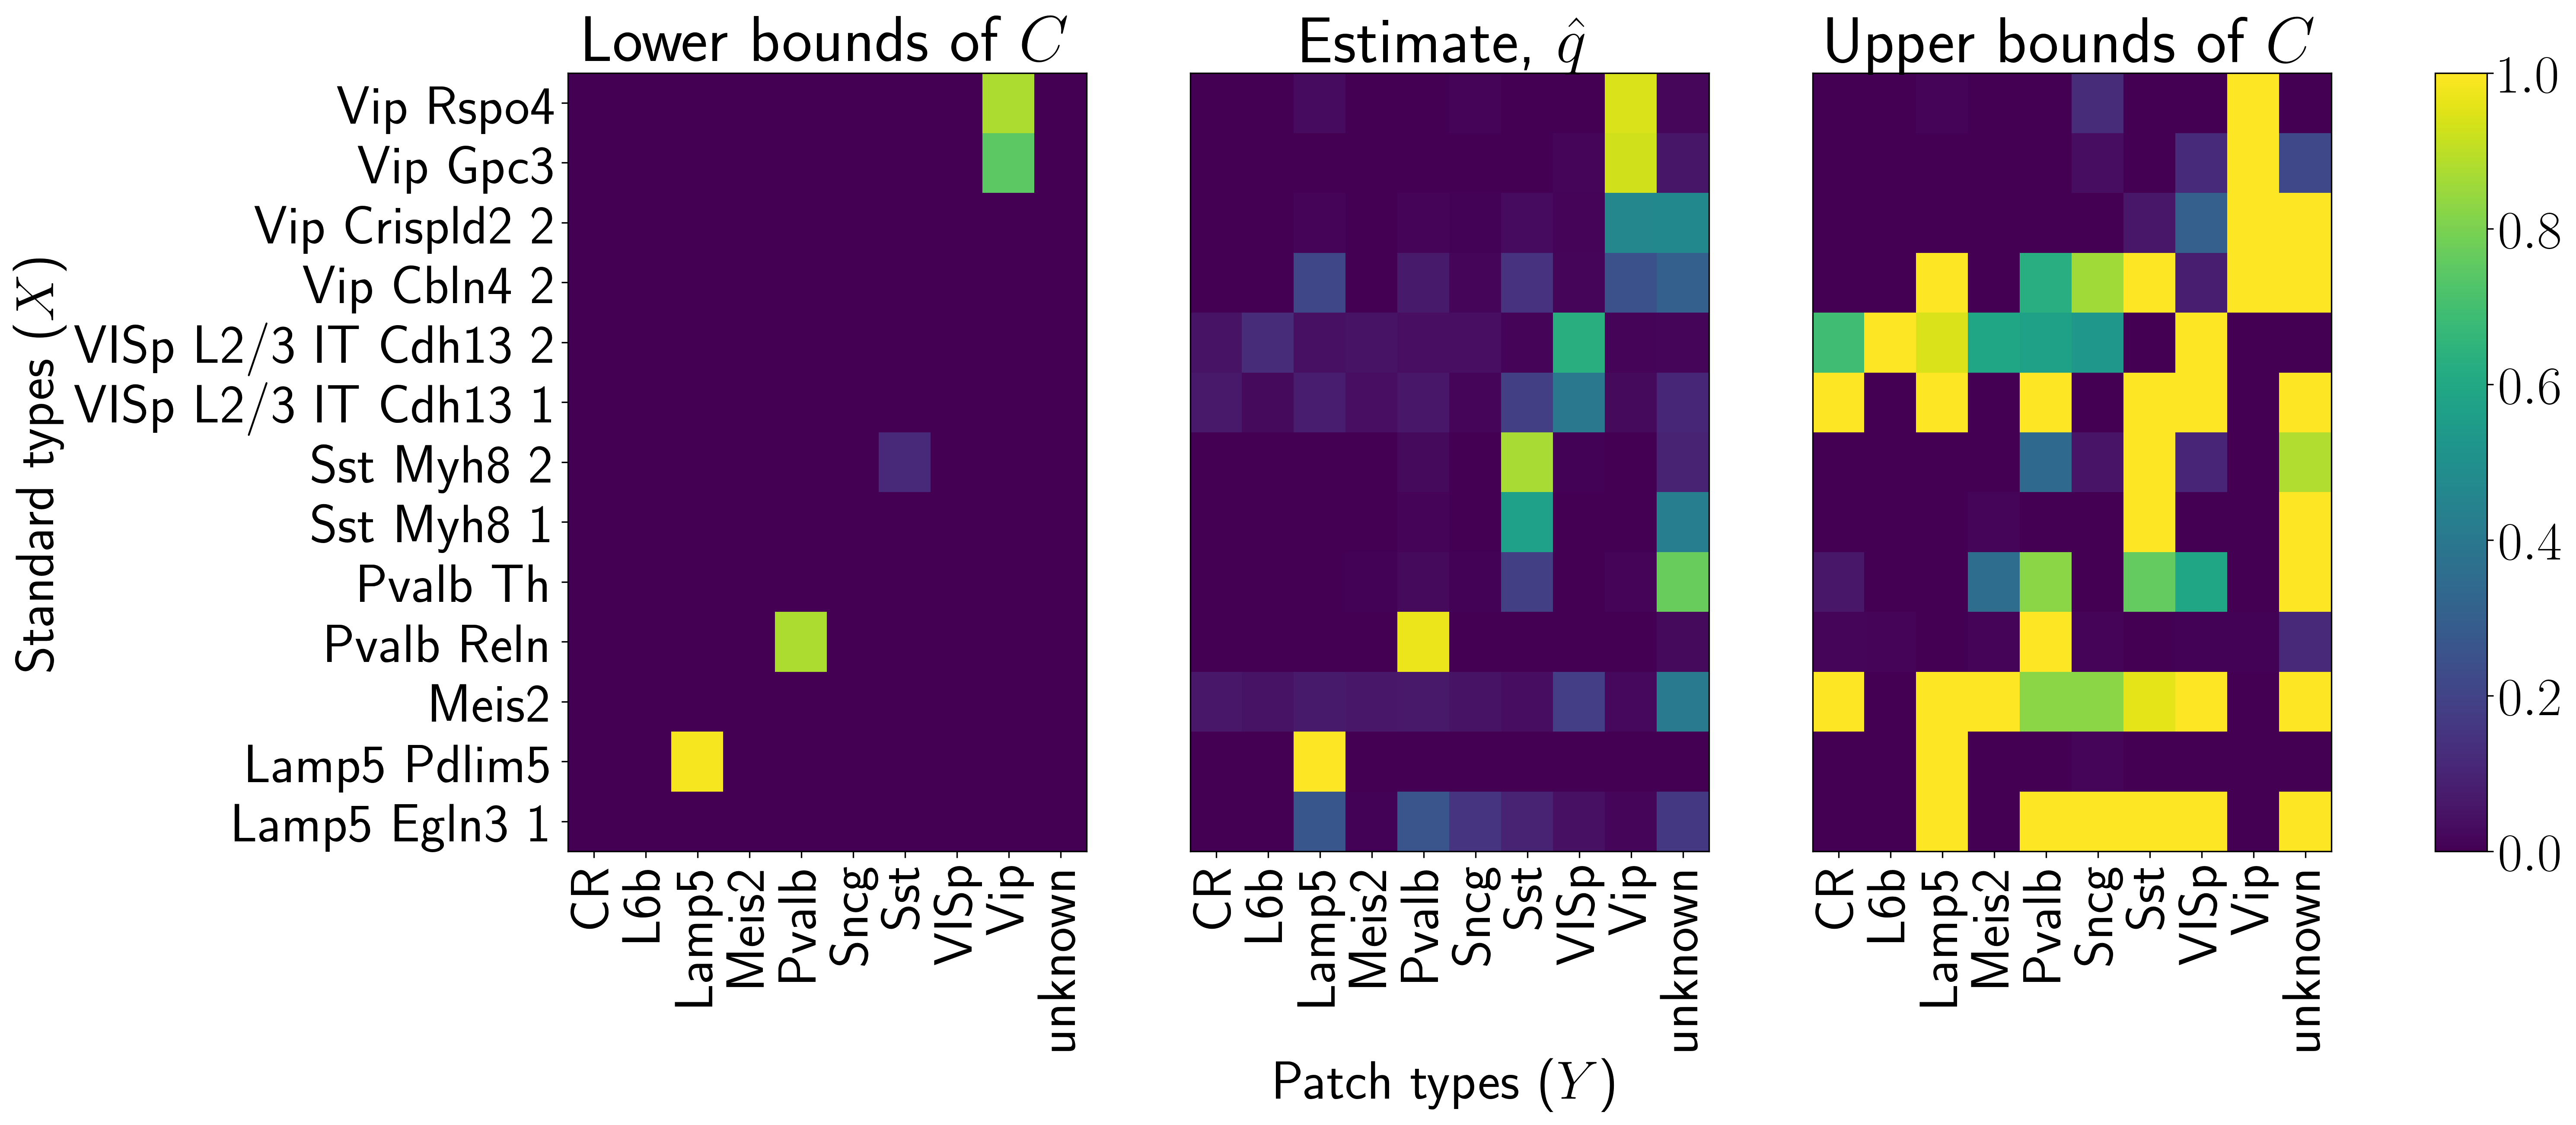 Lower bounds of C
Estimate, q̂
Upper bounds of C
Standard types (X)
Vip Rspo4
Vip Gpc3
Vip Crispld2 2
Vip Cbln4 2
VISp L2/3 IT Cdh13 2
VISp L2/3 IT Cdh13 1
Sst Myh8 2
Sst Myh8 1
Pvalb Th
Pvalb Reln
Meis2
Lamp5 Pdlim5
Lamp5 Egln3 1
CR
L6b
Lamp5
Meis2
Pvalb
Sncg
Sst
VISp
Vip
unknown
CR
L6b
Lamp5
Meis2
Pvalb
Sncg
Sst
VISp
Vip
unknown
CR
L6b
Lamp5
Meis2
Pvalb
Sncg
Sst
VISp
Vip
unknown
Patch types (Y)
1.0
0.8
0.6
0.4
0.2
0.0